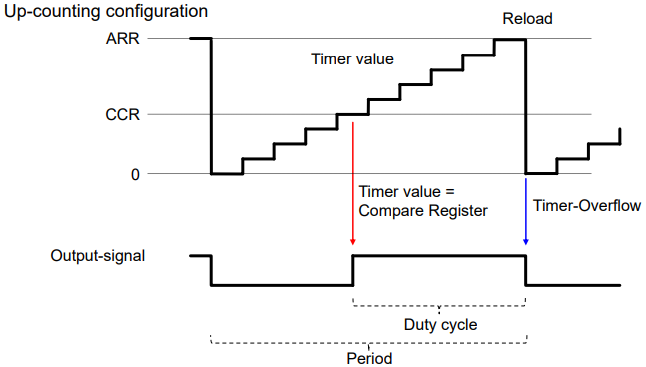 Up-counting configuration
Reload
ARR
Timer value
CCR
0
Timer value =
Compare Register
Timer-Overflow
Output-signal
Duty cycle
Period